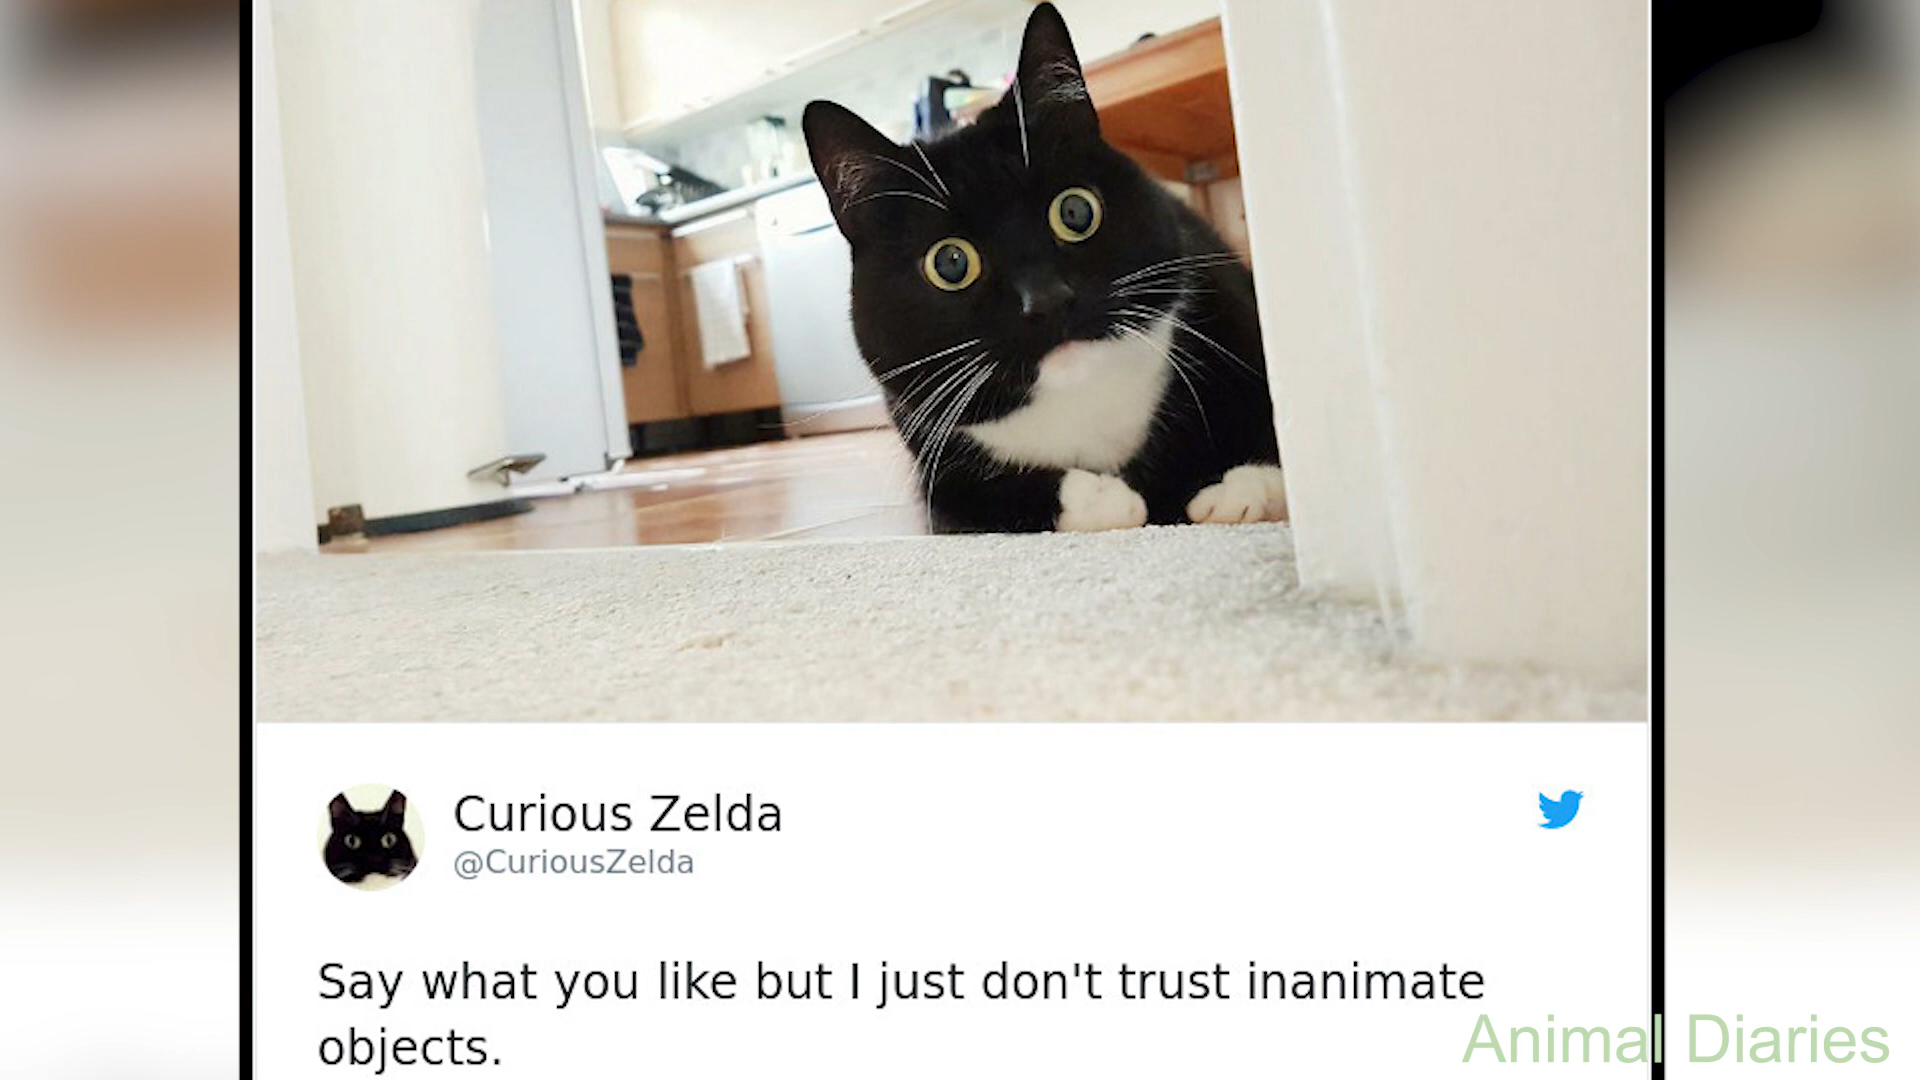 Curious Zelda
@CuriousZelda
Say what you like but I just don't trust inanimate
objects.
Animal Diaries